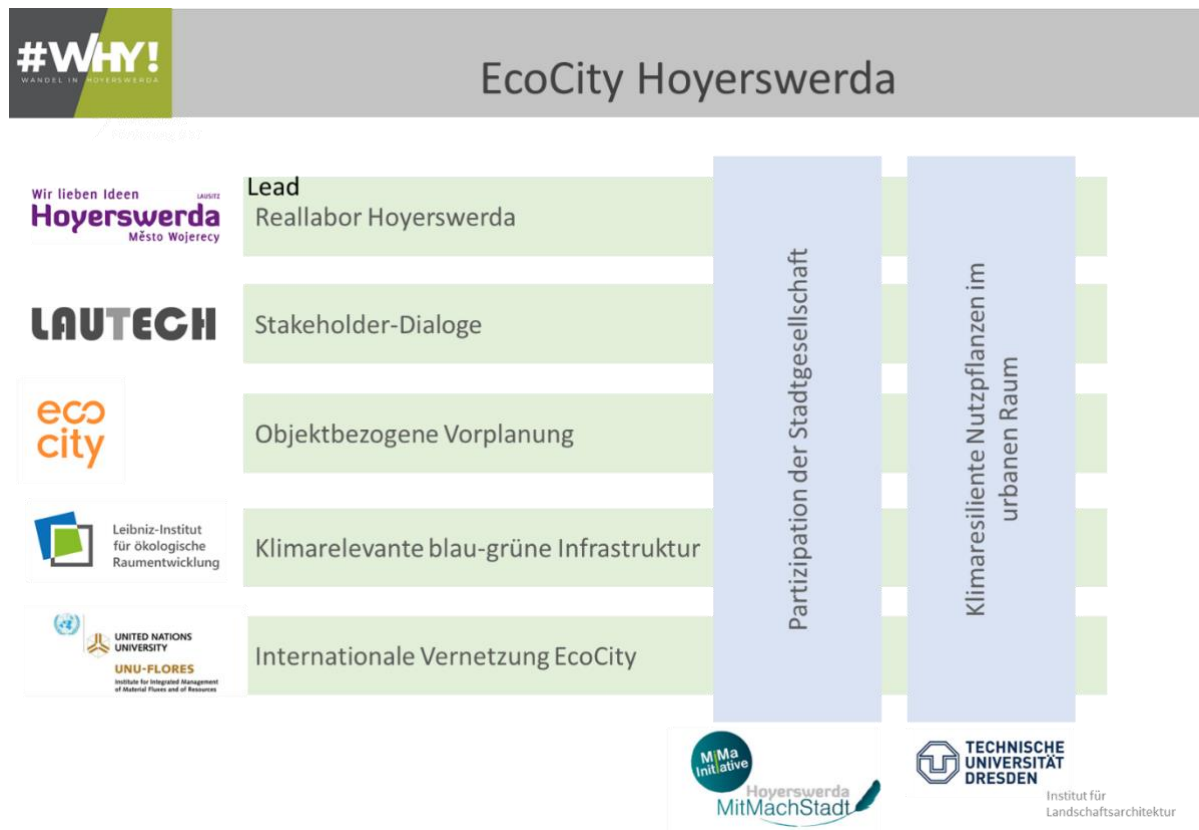 #WHY!
WANDEL IN HOYERSWERDA
EcoCity Hoyerswerda
Wir lieben Ideen LAUSITZ
Hoyerswerda
Město Wojerecy
Lead
Reallabor Hoyerswerda
LAUTECH
Stakeholder-Dialoge
eco
city
Objektbezogene Vorplanung
Leibniz-Institut
für ökologische
Raumentwicklung
Klimarelevante blau-grüne Infrastruktur
UNITED NATIONS
UNIVERSITY
UNU-FLORES
Institute for Integrated Management
of Material Fluxes and of Resources
Internationale Vernetzung EcoCity
Partizipation der Stadtgesellschaft
Klimaresiliente Nutzpflanzen im
urbanen Raum
MiMa
Initiative
Hoyerswerda
MitMachStadt
TECHNISCHE
UNIVERSITÄT
DRESDEN
Institut für
Landschaftsarchitektur